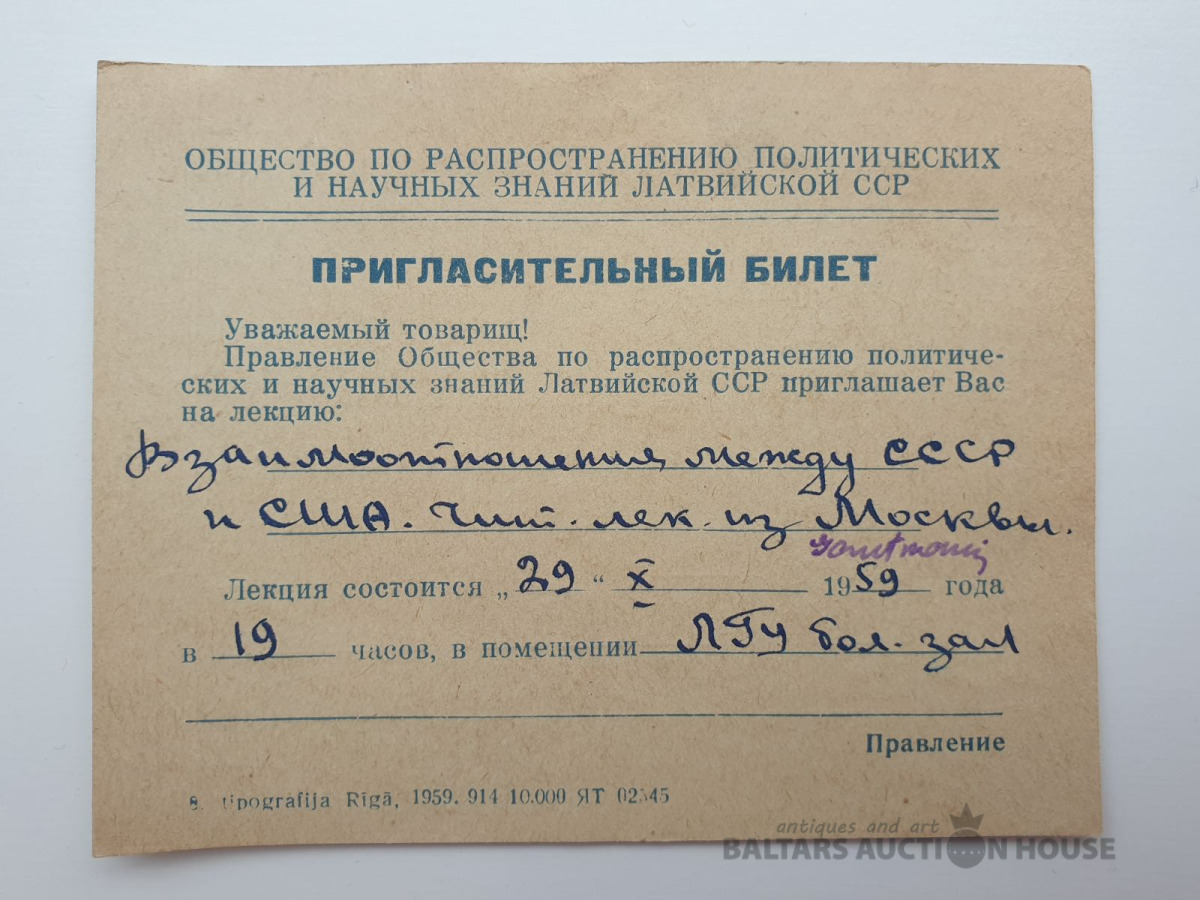 ОБЩЕСТВО ПО РАСПРОСТРАНЕНИЮ ПОЛИТИЧЕСКИХ
И НАУЧНЫХ ЗНАНИЙ ЛАТВИЙСКОЙ ССР
ПРИГЛАСИТЕЛЬНЫЙ БИЛЕТ
Уважаемый товарищ!
Правление Общества по распространению политиче-
ских и научных знаний Латвийской ССР приглашает Вас
на лекцию:
Взаимоотношения между СССР
и США. Чит. лек. из Москвы.
Лекция состоится „29“ X 1959 года
в 19 часов, в помещении ЛГУ бол. зал
Правление
8. tipografija Rīgā, 1959. 914 10.000 ЯТ
antiques and art
BALTARS AUCTION HOUSE